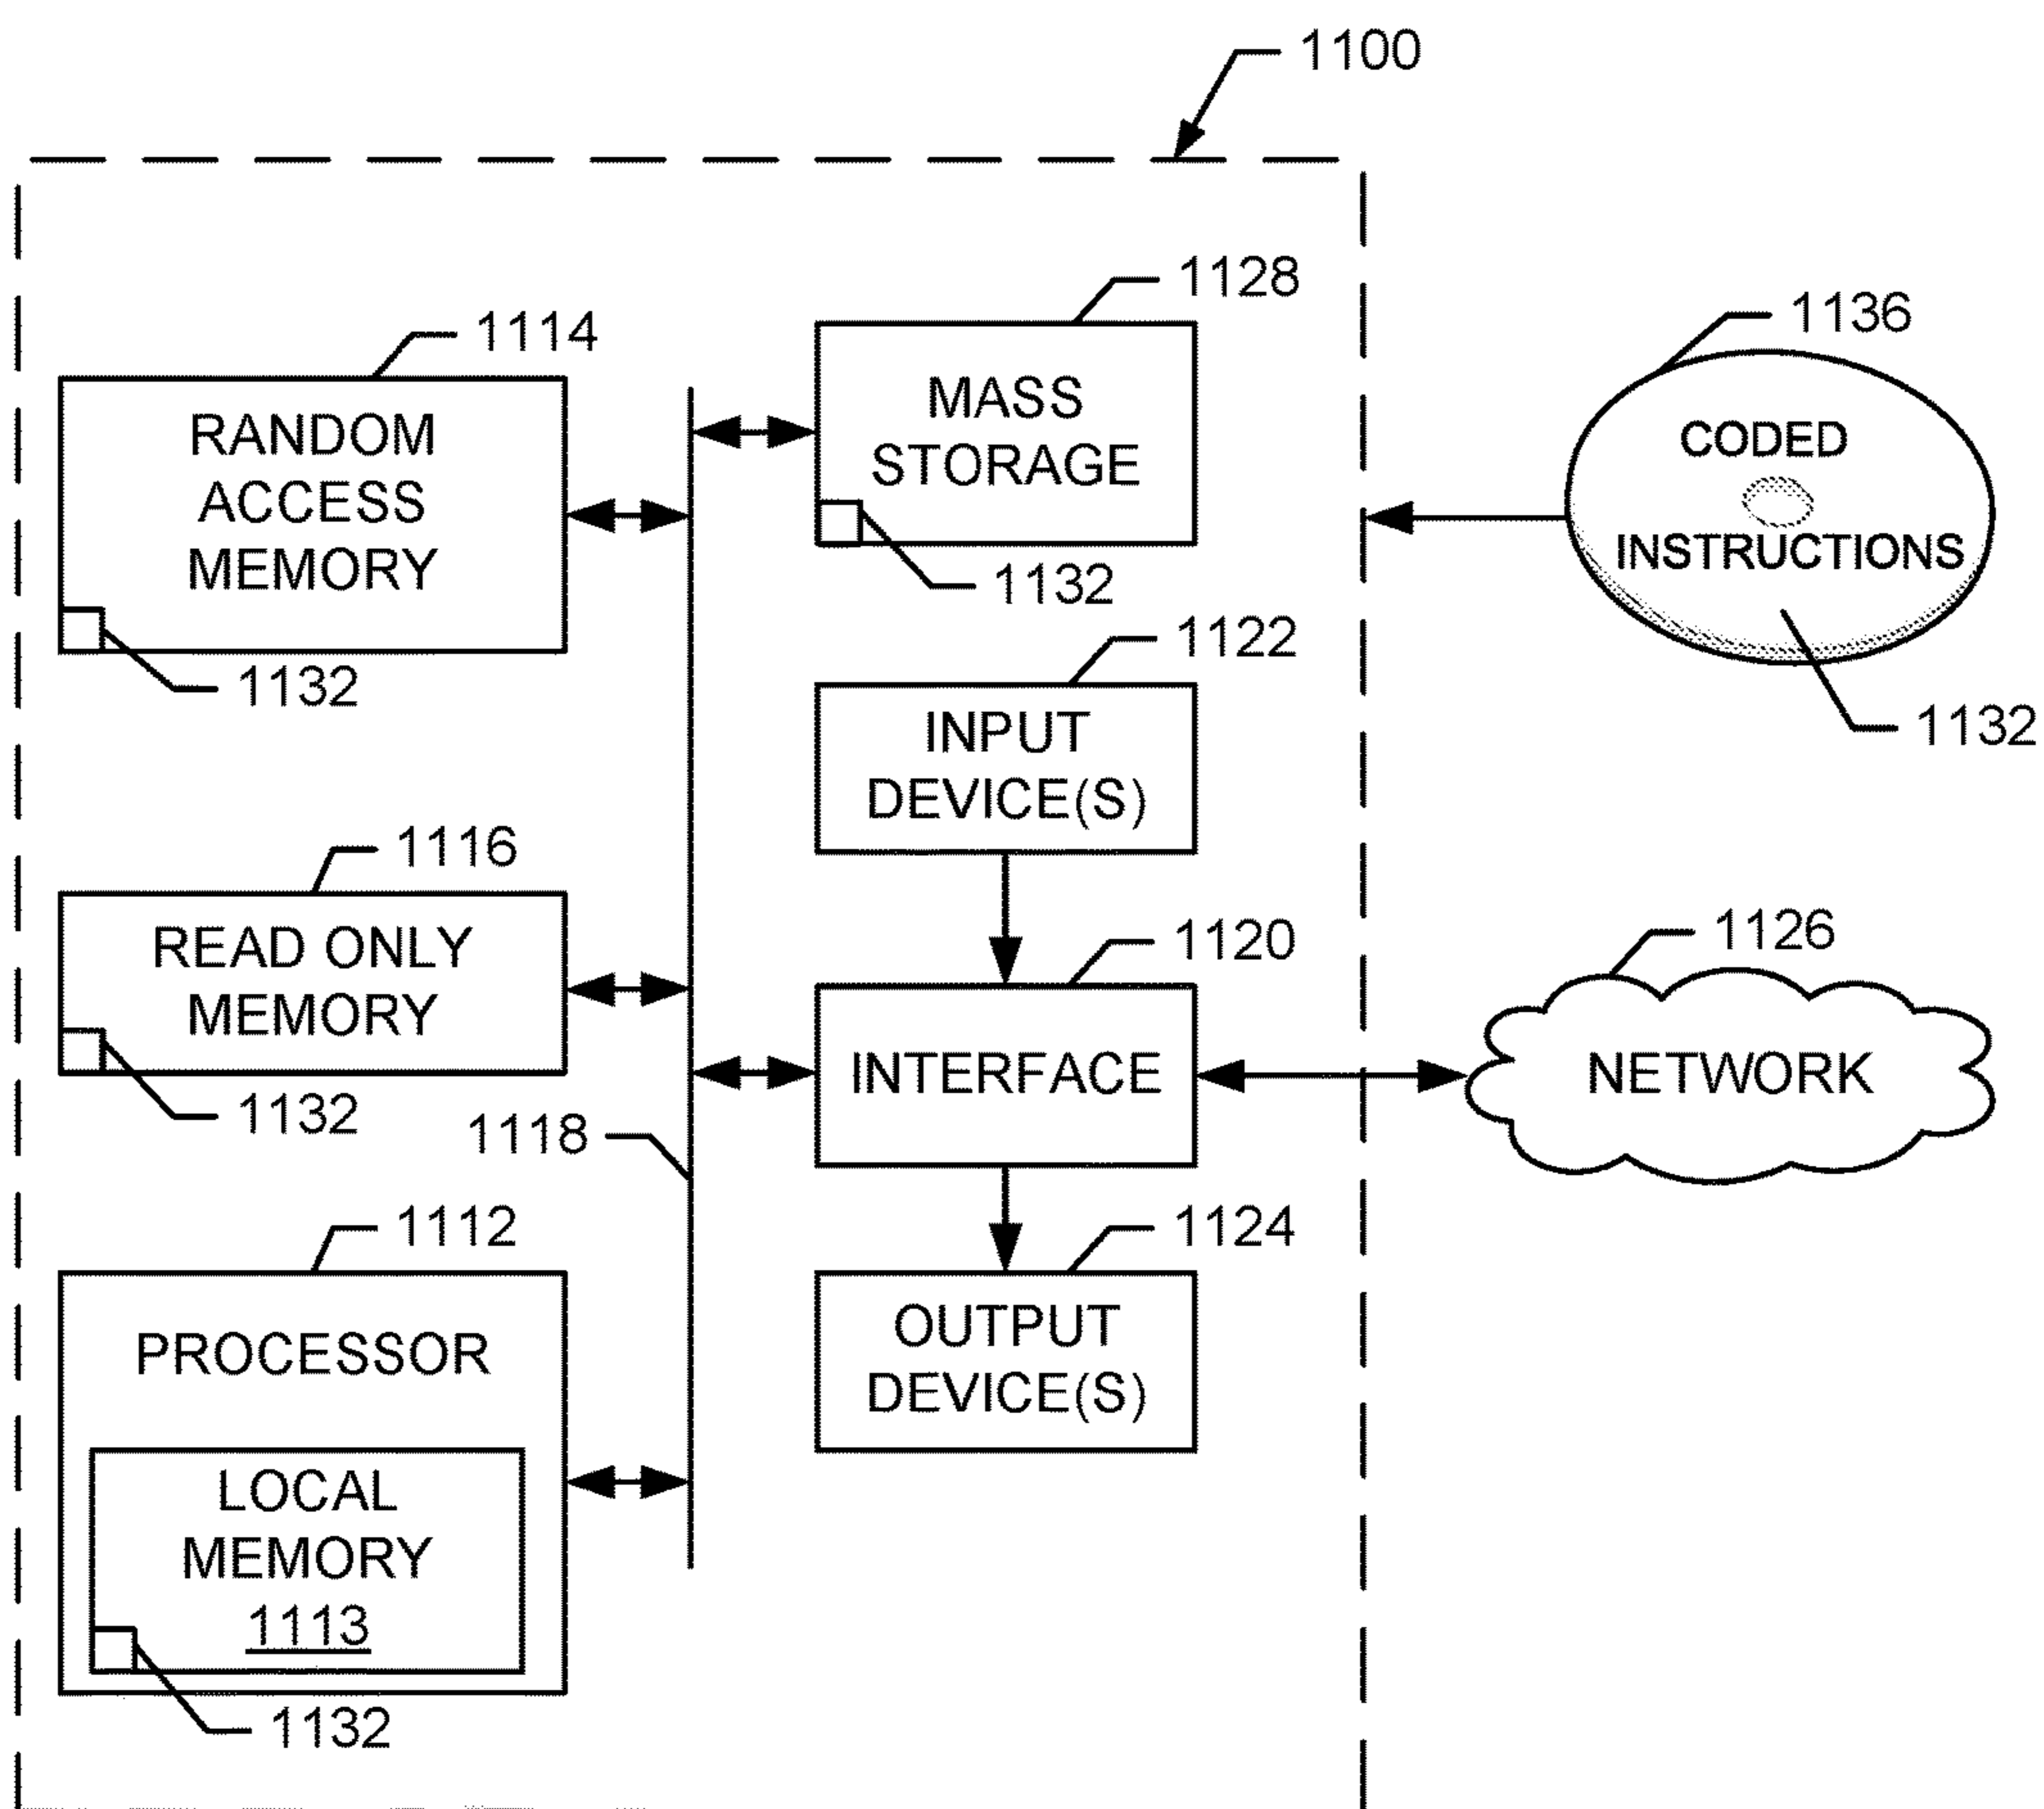 1100
1128
1114
MASS
STORAGE
RANDOM
ACCESS
MEMORY
1132
1132
1136
CODED
INSTRUCTIONS
1132
1122
INPUT
DEVICE(S)
1116
READ ONLY
MEMORY
1132
1120
INTERFACE
1118
1126
NETWORK
1112
PROCESSOR
LOCAL
MEMORY
1113
1132
1124
OUTPUT
DEVICE(S)